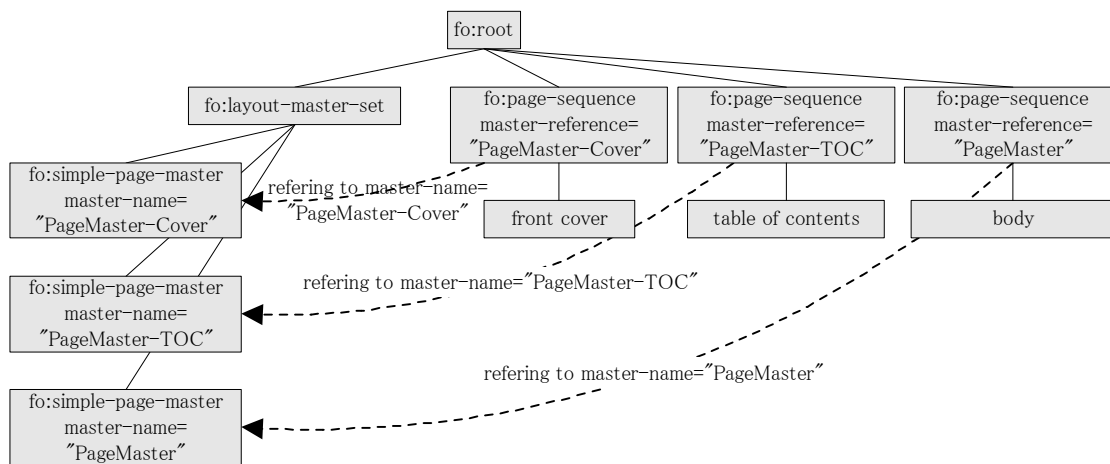 fo:root
fo:layout-master-set
fo:page-sequence
master-reference=
"PageMaster-Cover"
fo:page-sequence
master-reference=
"PageMaster-TOC"
fo:page-sequence
master-reference=
"PageMaster"
fo:simple-page-master
master-name=
"PageMaster-Cover"
refering to master-name=
"PageMaster-Cover"
front cover
table of contents
body
fo:simple-page-master
master-name=
"PageMaster-TOC"
refering to master-name="PageMaster-TOC"
refering to master-name="PageMaster"
fo:simple-page-master
master-name=
"PageMaster"